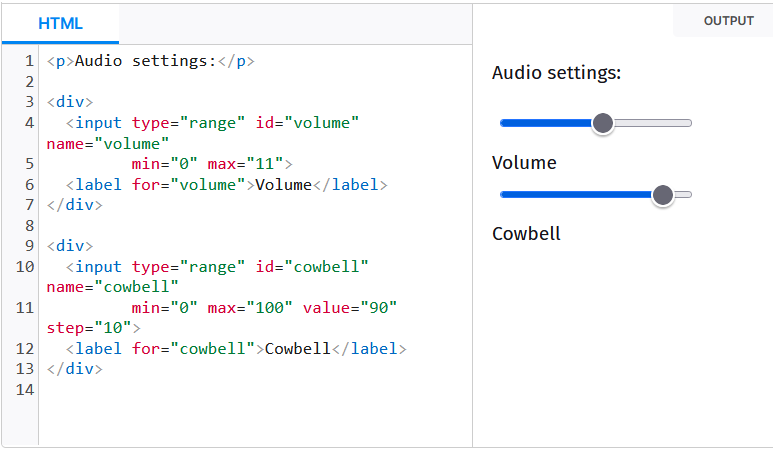 HTML
OUTPUT
1 <p>Audio settings:</p>
2
3 <div>
4   <input type="range" id="volume"
name="volume"
5          min="0" max="11">
6   <label for="volume">Volume</label>
7 </div>
8
9 <div>
10   <input type="range" id="cowbell"
name="cowbell"
11          min="0" max="100" value="90"
step="10">
12   <label for="cowbell">Cowbell</label>
13 </div>
14
Audio settings:
Volume
Cowbell